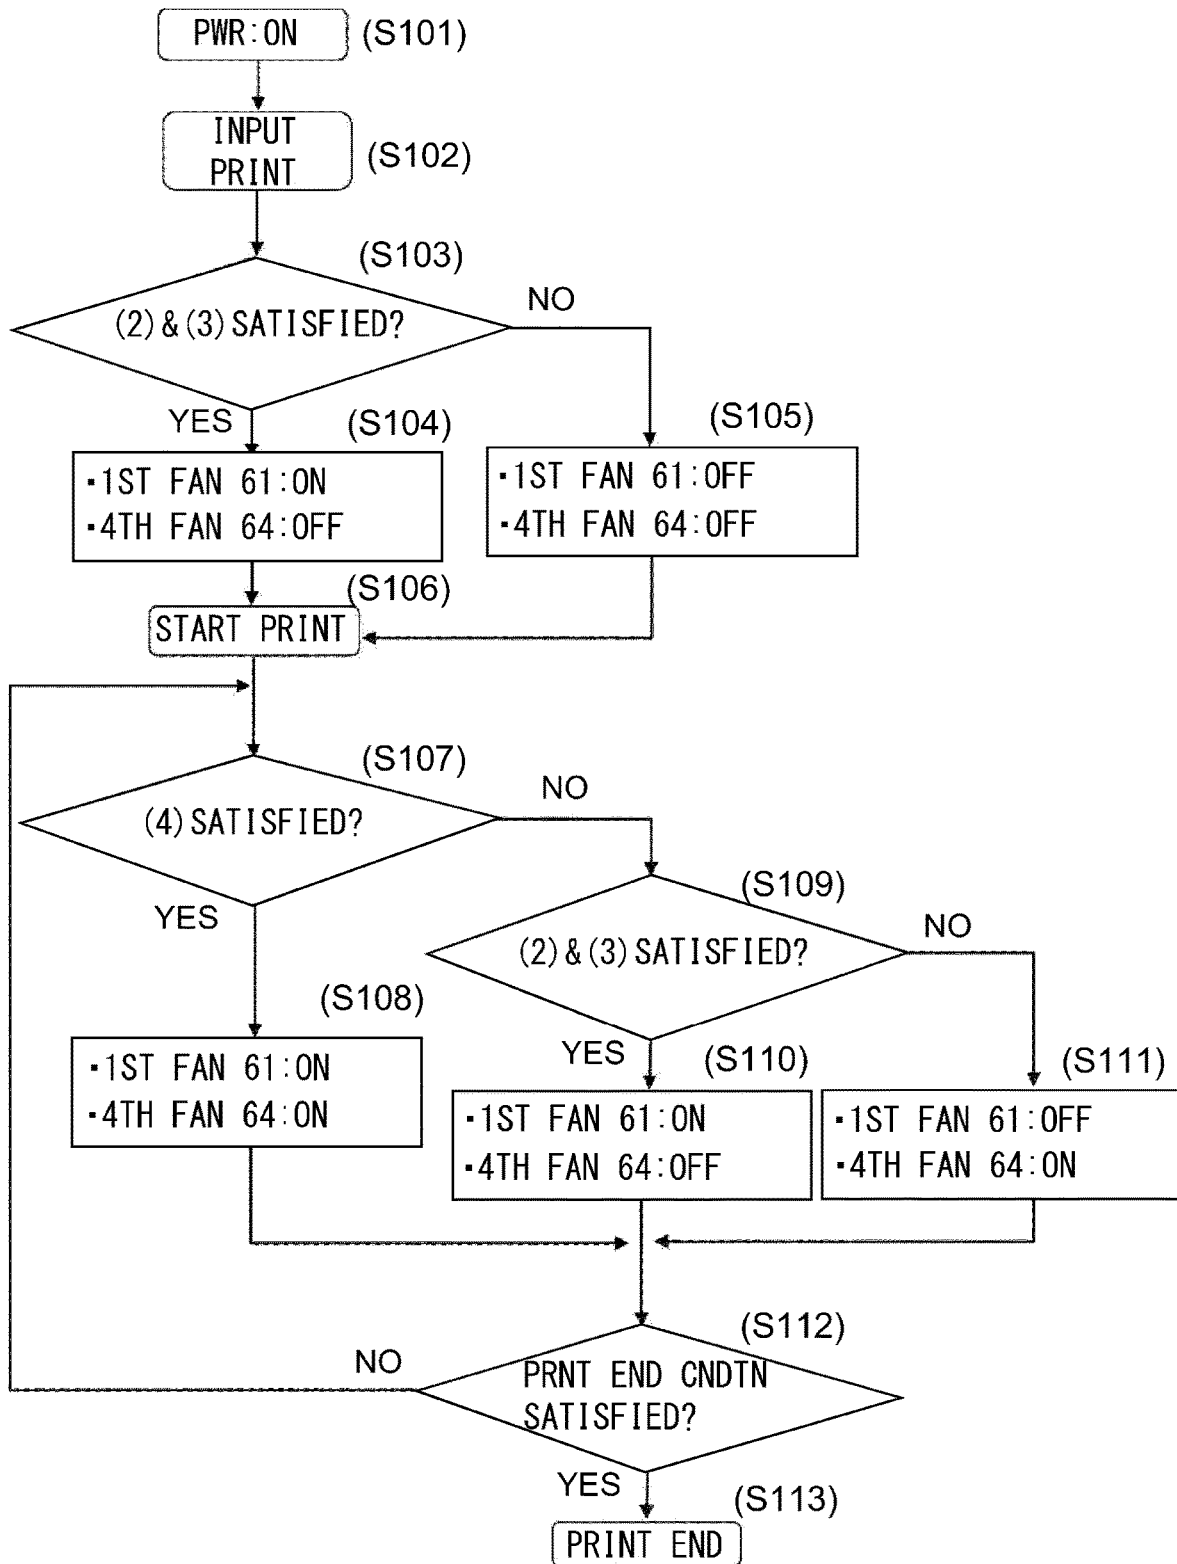 PWR:ON
(S101)
INPUT
PRINT
(S102)
(S103)
(2)&(3)SATISFIED?
NO
YES
(S104)
(S105)
▪1ST FAN 61:ON
▪4TH FAN 64:OFF
▪1ST FAN 61:OFF
▪4TH FAN 64:OFF
(S106)
START PRINT
(S107)
(4)SATISFIED?
NO
YES
(S109)
(2)&(3)SATISFIED?
NO
(S108)
▪1ST FAN 61:ON
▪4TH FAN 64:ON
YES
(S110)
(S111)
▪1ST FAN 61:ON
▪4TH FAN 64:OFF
▪1ST FAN 61:OFF
▪4TH FAN 64:ON
(S112)
NO
PRNT END CNDTN
SATISFIED?
YES
(S113)
PRINT END